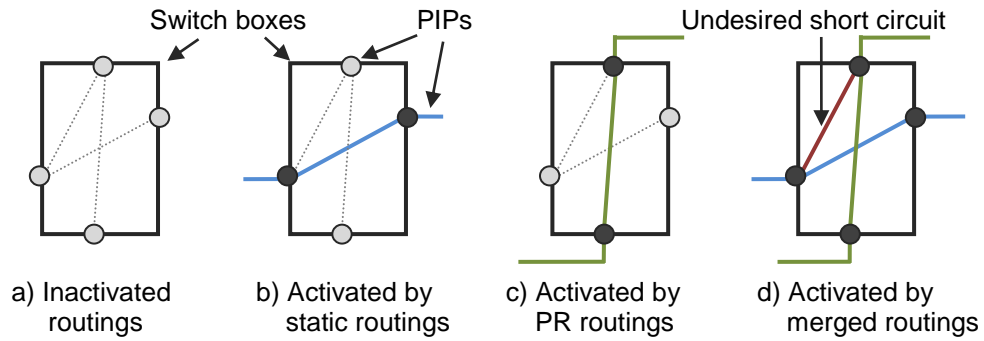 Switch boxes
PIPs
Undesired short circuit
a) Inactivated
routings
b) Activated by
static routings
c) Activated by
PR routings
d) Activated by
merged routings